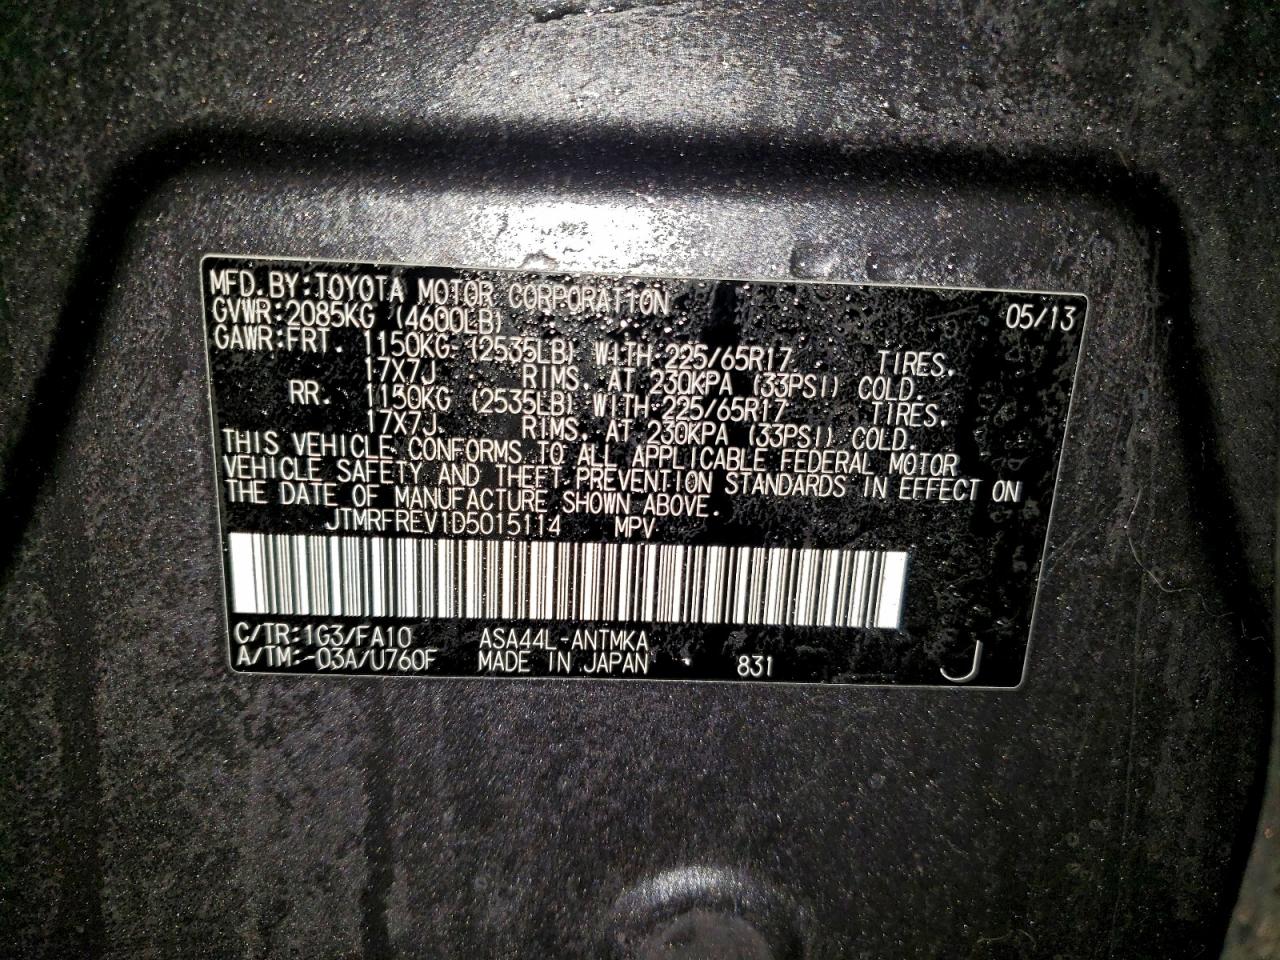 MFD.BY:TOYOTA MOTOR CORPORATION 05/13
GVWR:2085KG (4600LB)
GAWR:FRT. 1150KG (2535LB) WITH 225/65R17 TIRES.
17X7J RIMS. AT 230KPA (33PSI) COLD.
RR. 1150KG (2535LB) WITH 225/65R17 TIRES.
17X7J RIMS. AT 230KPA (33PSI) COLD.
THIS VEHICLE CONFORMS TO ALL APPLICABLE FEDERAL MOTOR
VEHICLE SAFETY AND THEFT PREVENTION STANDARDS IN EFFECT ON
THE DATE OF MANUFACTURE SHOWN ABOVE.
JTMRFREV1D5015114 MPV
C/TR:1G3/FA10 ASA44L-ANTMKA
A/TM:-03A/U760F MADE IN JAPAN 831 J